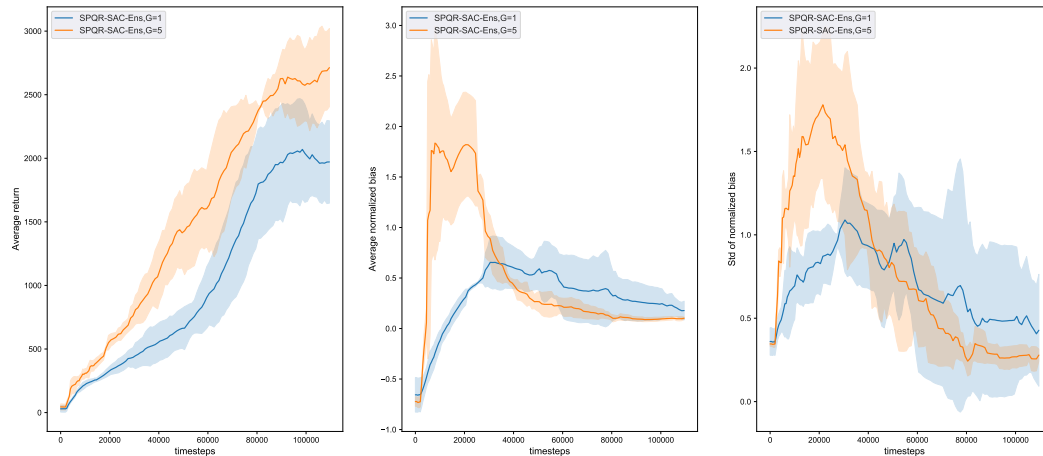 SPQR-SAC-Ens,G=1
SPQR-SAC-Ens,G=5
Average return
3000
2500
2000
1500
1000
500
0
0 20000 40000 60000 80000 100000
timesteps
SPQR-SAC-Ens,G=1
SPQR-SAC-Ens,G=5
Average normalized bias
3.0
2.5
2.0
1.5
1.0
0.5
0.0
−0.5
−1.0
0 20000 40000 60000 80000 100000
timesteps
SPQR-SAC-Ens,G=1
SPQR-SAC-Ens,G=5
Std of normalized bias
2.0
1.5
1.0
0.5
0.0
0 20000 40000 60000 80000 100000
timesteps